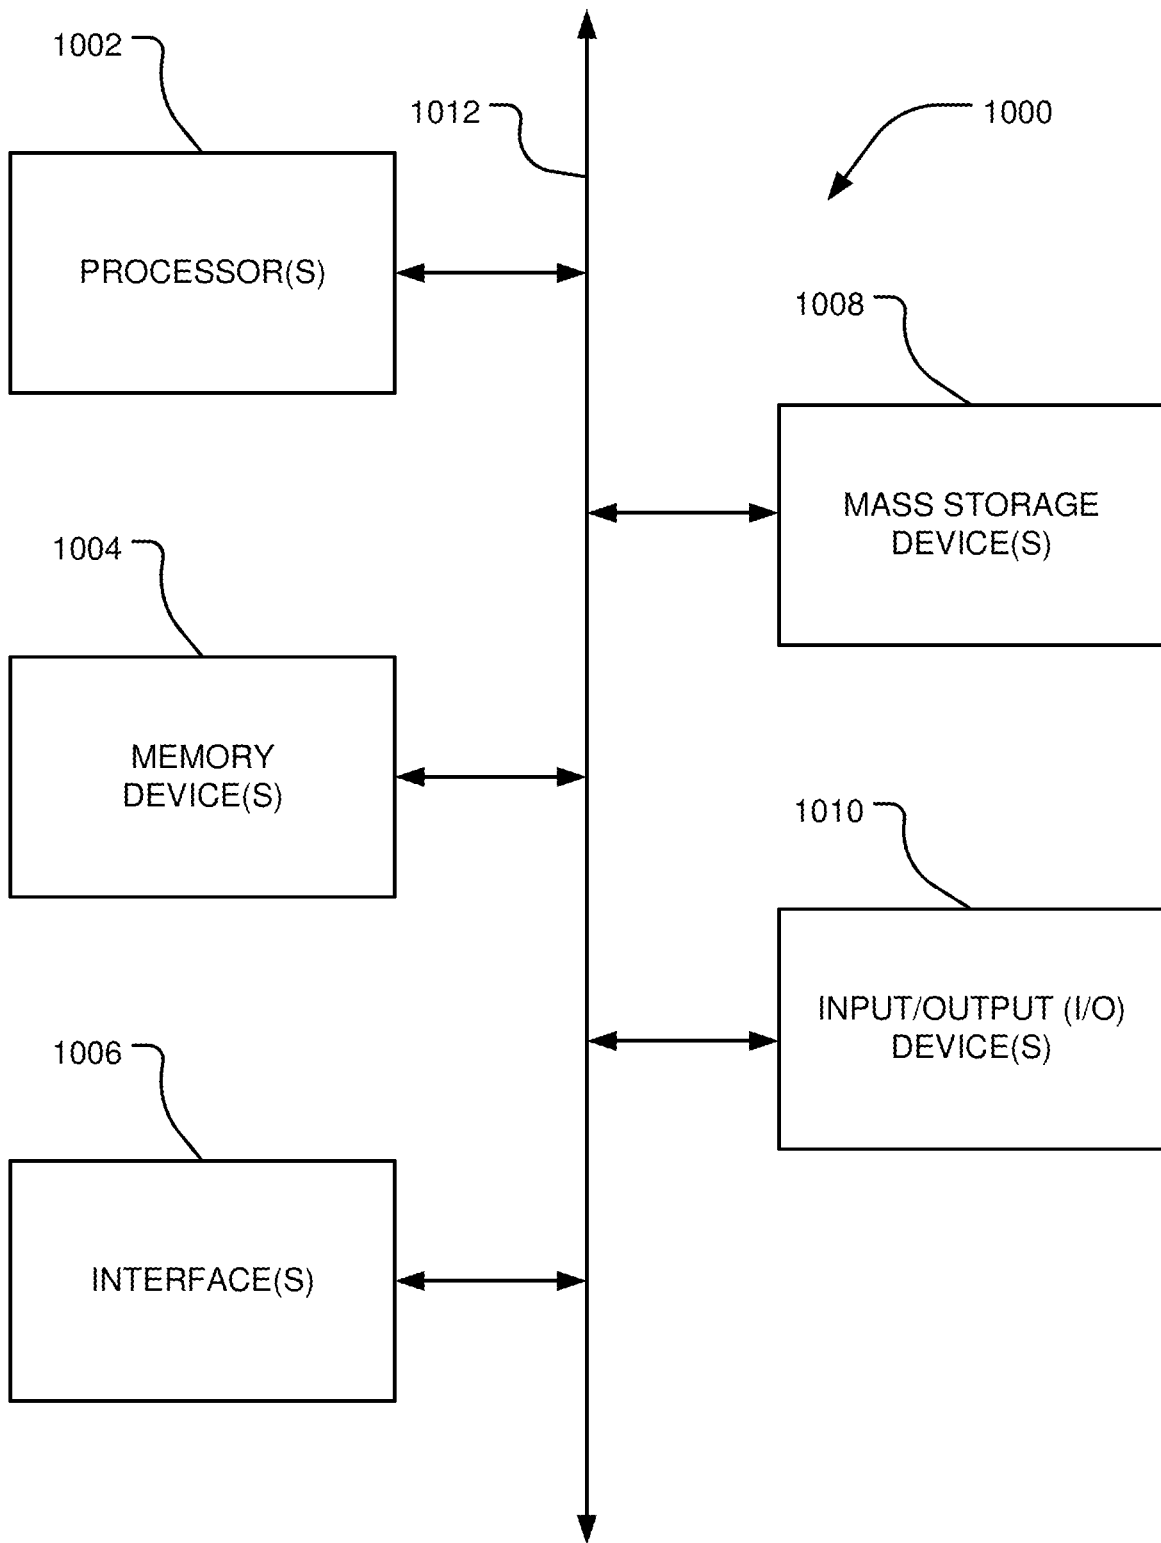 1002
1012
1000
PROCESSOR(S)
1008
MASS STORAGE
DEVICE(S)
1004
MEMORY
DEVICE(S)
1010
INPUT/OUTPUT (I/O)
DEVICE(S)
1006
INTERFACE(S)